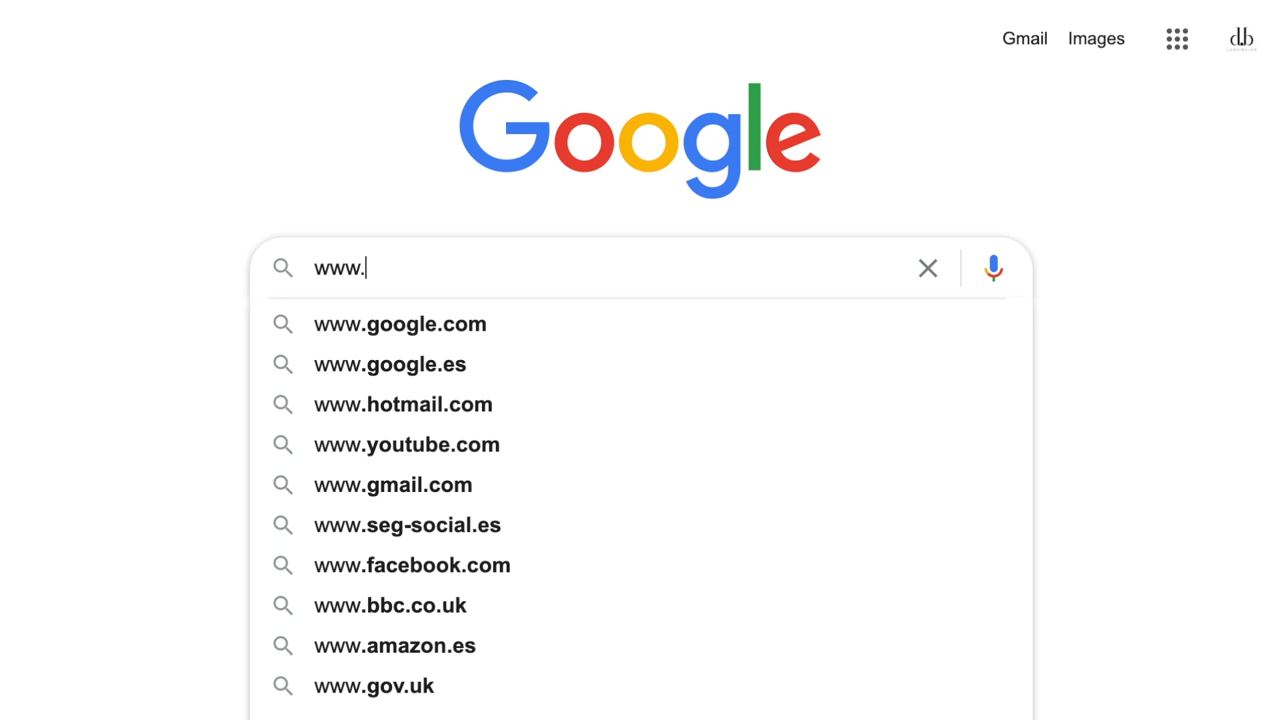 Gmail Images
Google
www.
www.google.com
www.google.es
www.hotmail.com
www.youtube.com
www.gmail.com
www.seg-social.es
www.facebook.com
www.bbc.co.uk
www.amazon.es
www.gov.uk